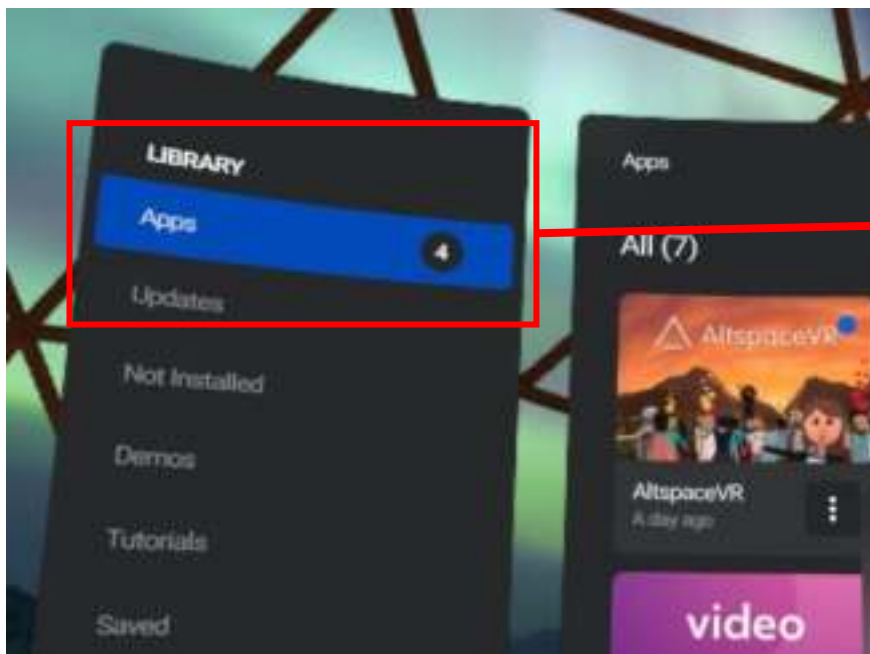 LIBRARY
Apps
4
Updates
Not Installed
Demos
Tutorials
Saved
Apps
All (7)
AltspaceVR
AltspaceVR
A day ago
video